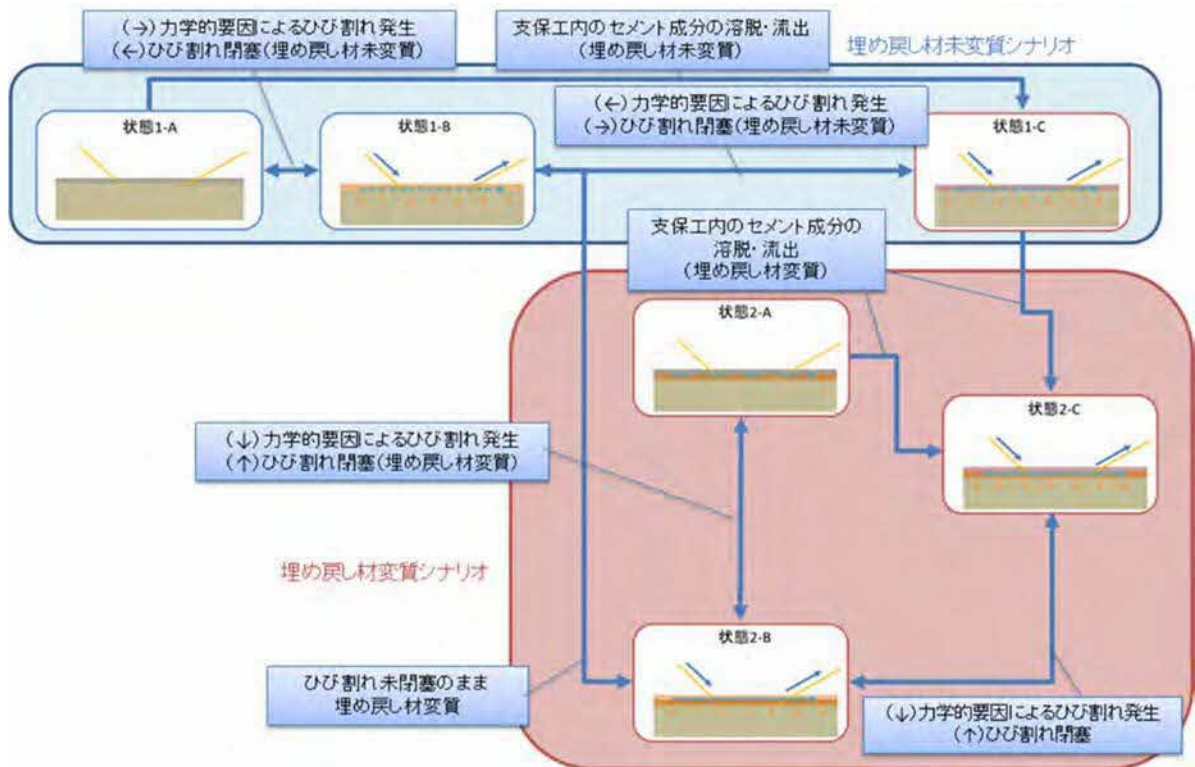 (→)力学的要因によるひび割れ発生
(←)ひび割れ閉塞(埋め戻し材未変質)
支保工内のセメント成分の溶脱・流出
(埋め戻し材未変質)
埋め戻し材未変質シナリオ
(←)力学的要因によるひび割れ発生
(→)ひび割れ閉塞(埋め戻し材未変質)
状態1-A
状態1-B
状態1-C
支保工内のセメント成分の
溶脱・流出
(埋め戻し材変質)
状態2-A
状態2-C
(↓)力学的要因によるひび割れ発生
(↑)ひび割れ閉塞(埋め戻し材変質)
埋め戻し材変質シナリオ
状態2-B
ひび割れ未閉塞のまま
埋め戻し材変質
(↓)力学的要因によるひび割れ発生
(↑)ひび割れ閉塞